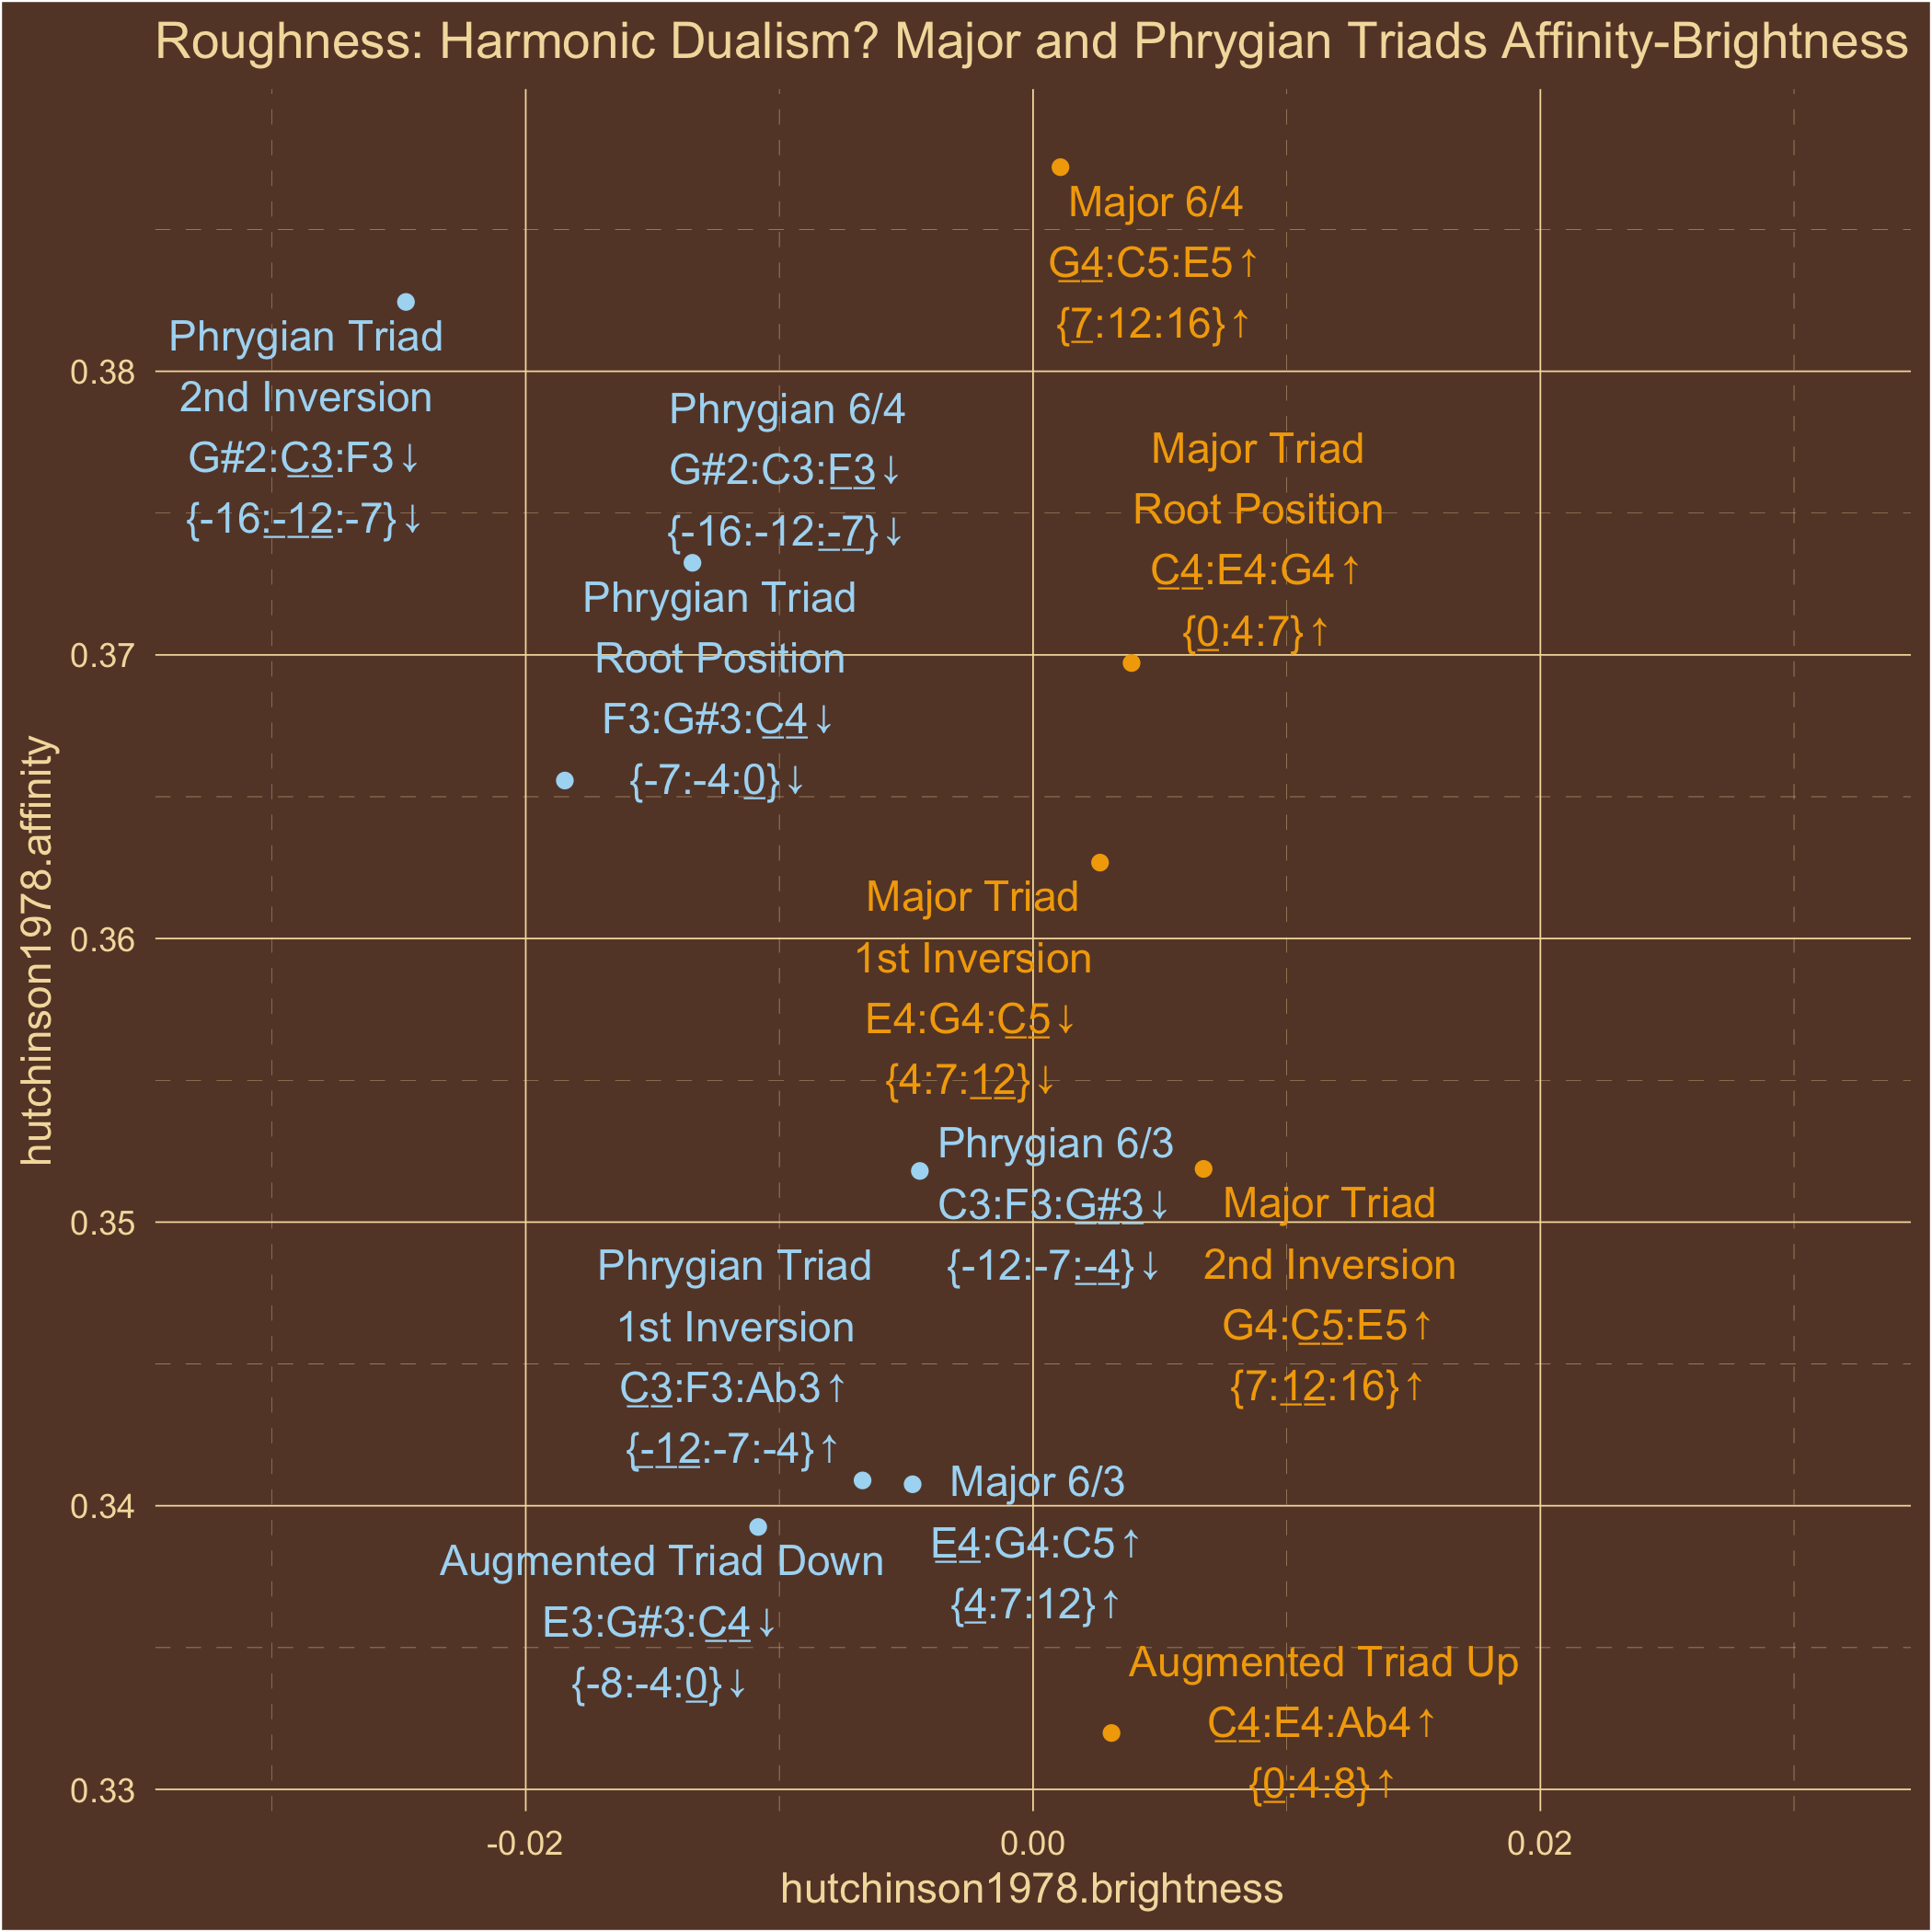 Roughness: Harmonic Dualism? Major and Phrygian Triads Affinity-Brightness
Major 6/4
G4:C5:E5↑
{7:12:16}↑
Phrygian Triad
2nd Inversion
G#2:C3:F3↓
{-16:-12:-7}↓
Phrygian 6/4
G#2:C3:F3↓
{-16:-12:-7}↓
Major Triad
Root Position
C4:E4:G4↑
{0:4:7}↑
Phrygian Triad
Root Position
F3:G#3:C4↓
{-7:-4:0}↓
Major Triad
1st Inversion
E4:G4:C5↓
{4:7:12}↓
Phrygian 6/3
C3:F3:G#3↓
{-12:-7:-4}↓
Major Triad
2nd Inversion
G4:C5:E5↑
{7:12:16}↑
Phrygian Triad
1st Inversion
C3:F3:Ab3↑
{-12:-7:-4}↑
Major 6/3
E4:G4:C5↑
{4:7:12}↑
Augmented Triad Down
E3:G#3:C4↓
{-8:-4:0}↓
Augmented Triad Up
C4:E4:Ab4↑
{0:4:8}↑
0.38
0.37
0.36
0.35
0.34
0.33
hutchinson1978.affinity
-0.02
0.00
0.02
hutchinson1978.brightness